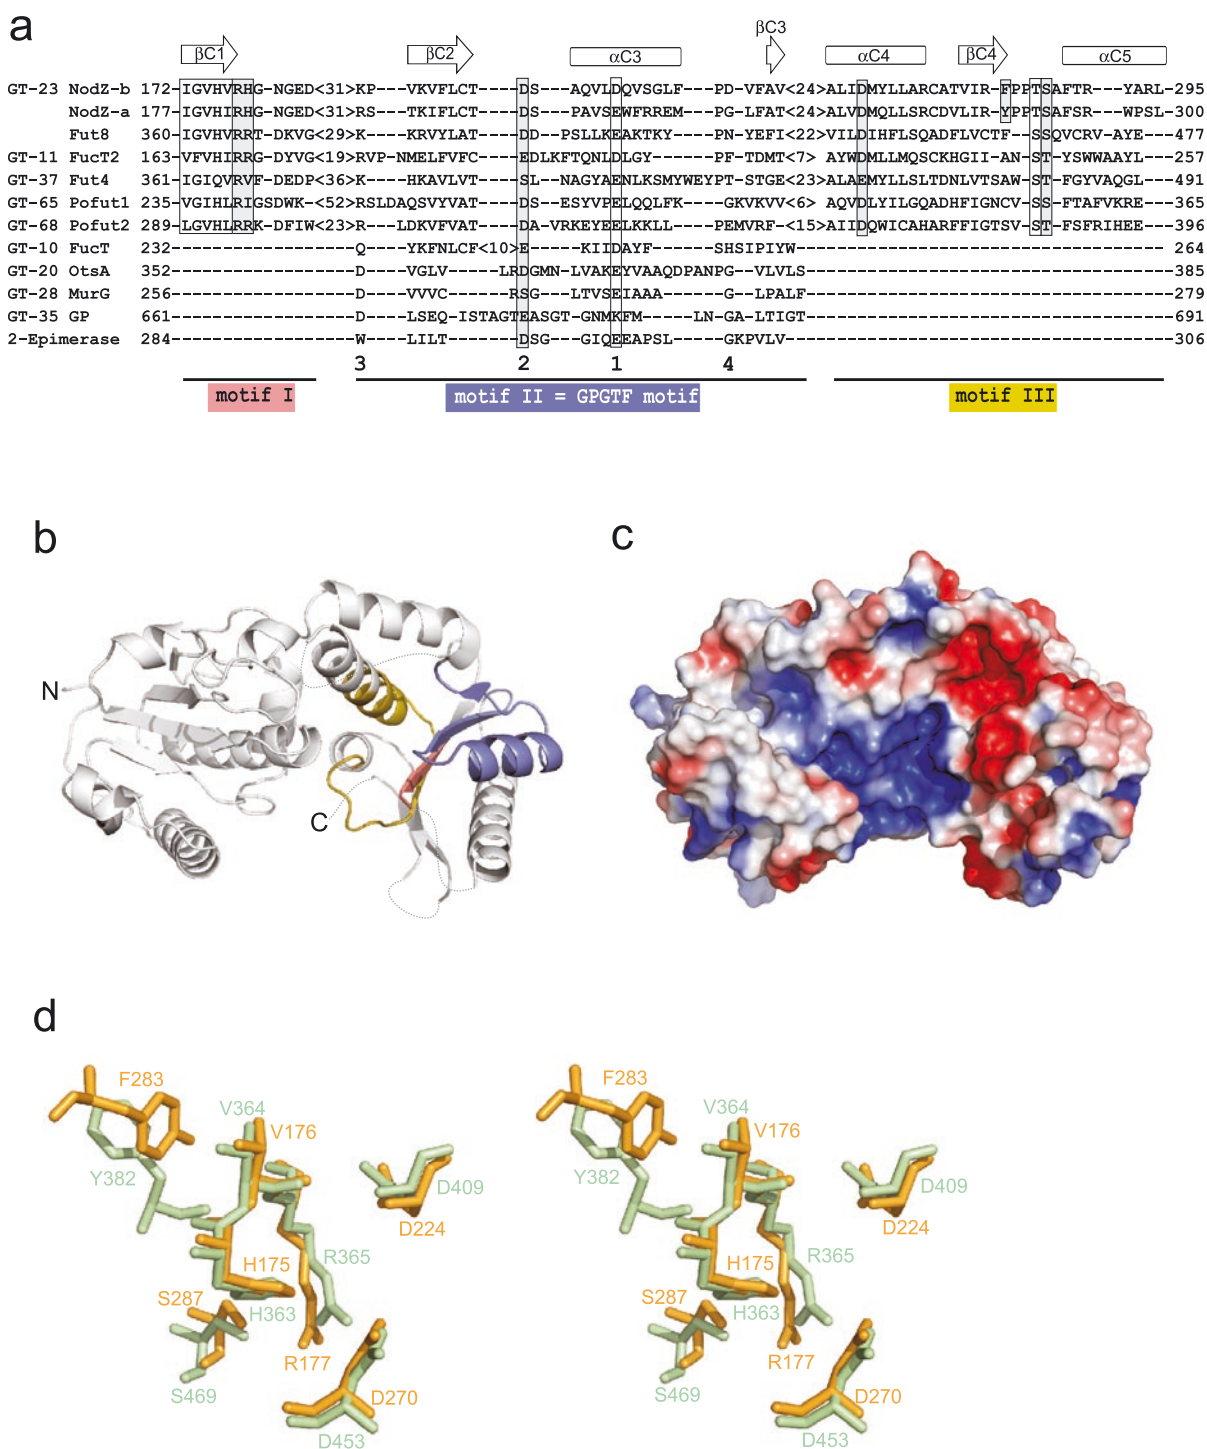 a
βC1 βC2 αC3 βC3 αC4 βC4 αC5
GT-23 NodZ-b 172-IGVHVRHG-NGED<31>KP---VKVFLCT----DS---AQVLDQVSGLF---PD-VFAV<24>ALIDMYLLARCATVIRFPPTSAFTR---YARL-295
NodZ-a 177-IGVHIRHG-NGED<31>RS---TKIFLCT----DS---PAVSEWFRREM---PG-LFAS<24>AVLDMQLLSRCDVLIRYPPTSAFSR---WPSL-300
Fut8 360-IGVHVRRT-DKVG<29>K----KRVYLAT----DD--PSLLKEAKTKY---PN-YEFI<22>AVILDIHFLSQADFLVCTFSSQVCRV-AYE----477
GT-11 FucT2 163-VFVHIRRG-DYVG<19>RVP-NMELFVFC----EDLKFTQNLDLGY-----PF-TDMT<7> AYWDMLLMQSCKHGII-AN-ST-YSWWAAYL---257
GT-37 Fut4 361-IGIQVRVF-DEDP<36>K----HKAVLVT----SL--NAGYAENLKSMYWEYPT-STGE<23>ALAEMYLLSLTDNLVTSAW-ST-FGYVAQGL---491
GT-65 Pofut1 235-VGIHLRIGSDWK-<52>RSLDAQSVYVAT----DS--ESYVPELQQLFK----GKVKVV<6> AQVDLYILGQADHFIGNCV-SS-FTAFVKRE---365
GT-68 Pofut2 289-LGVHLRRK-DFIW<23>R---LDKVFVAT----DA-VRKEYEELKKLL----PEMVRF-<15>AIIDQWICAHARFFIGTSV-ST-FSFRIHEE---396
GT-10 FucT 232-----------------Q----YKFNLCF<10>E-----KIIDAYF------SHSIPIYW--------------------------------264
GT-20 OtsA 352-----------------D----VGLV----LRDGMN-LVAKEYVAAQDPANPG--VLVLS-------------------------------385
GT-28 MurG 256-----------------D----VVVC-----RSG---LTVSEIAAA----G---LPALF-------------------------------279
GT-35 GP 661-----------------D----LSEQ-ISTAGTEASGT-GNMKFM-----LN-GA-LTIGT-------------------------------691
2-Epimerase 284-----------------W----LILT-----DSG---GIQEEAPSL----GKPVLV---------------------------------306
3 2 1 4
motif I motif II = GPGTF motif motif III
b
c
N
C
d
F283 F283
V364 V364
V176 V176
Y382 Y382
D409 D409
D224 D224
H175 R365 H175 R365
S287 H363 S287 H363
R177 R177
S469 S469
D270 D270
D453 D453